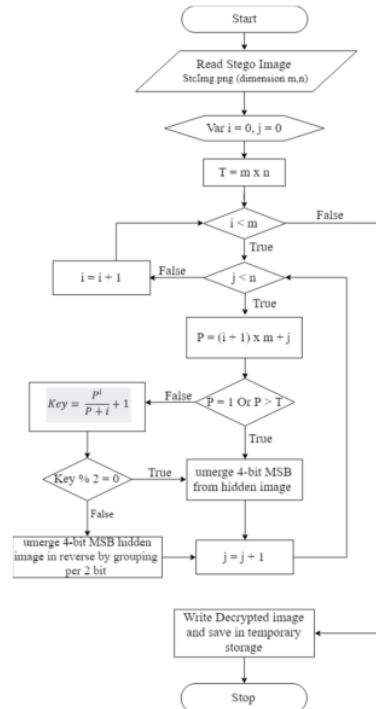 Start
Read Stego Image
StcImg.png (dimension m,n)
Var i = 0, j = 0
T = m x n
i < m
False
True
i = i + 1
False
j < n
True
P = (i + 1) x m + j
Key = P^i / (P + i) + 1
False
P = 1 Or P > T
True
Key % 2 = 0
True
umerge 4-bit MSB
from hidden image
False
umerge 4-bit MSB hidden
image in reverse by grouping
per 2 bit
j = j + 1
Write Decrypted image
and save in temporary
storage
Stop